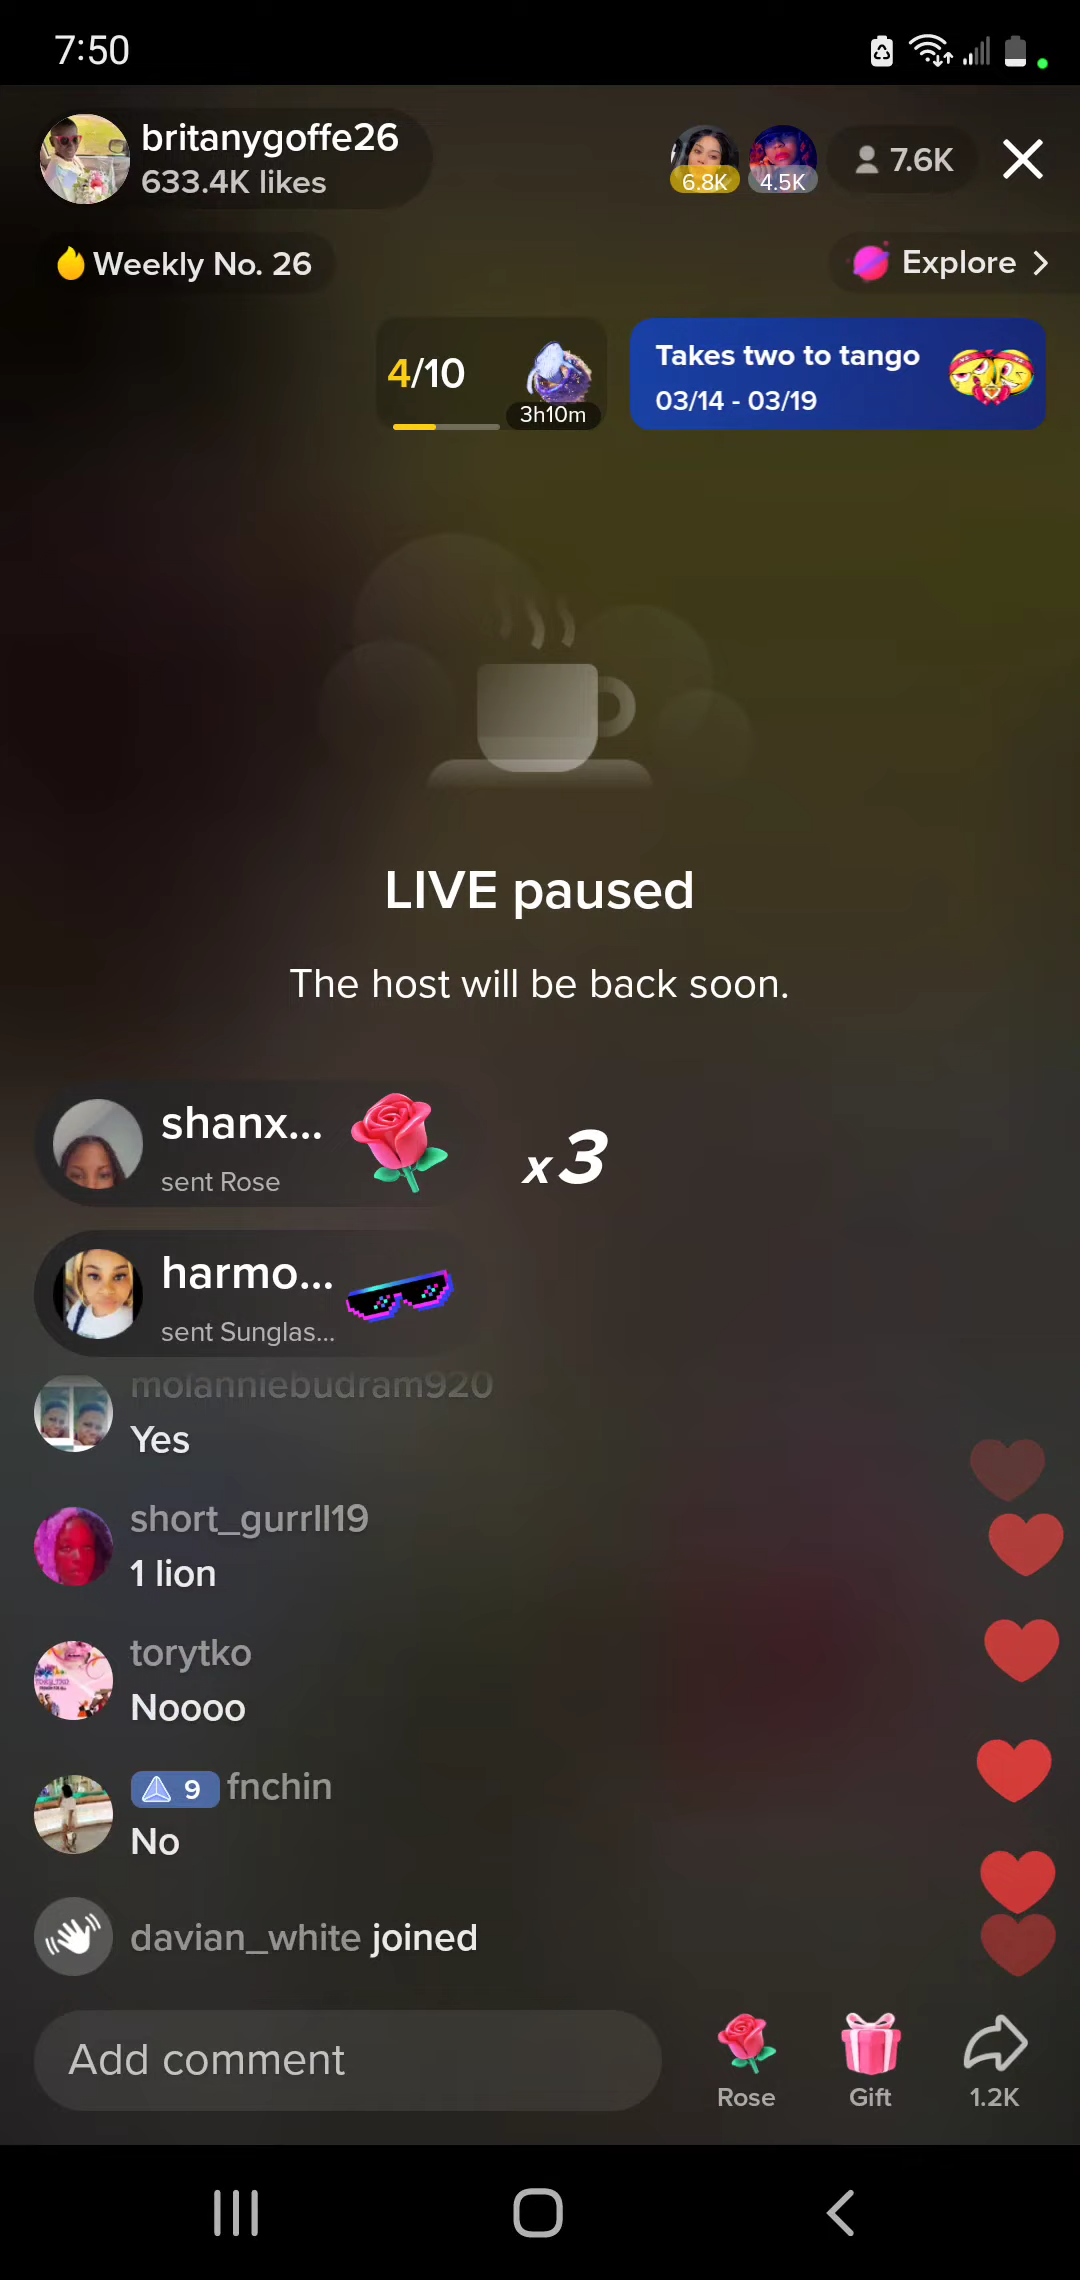 7:50
britanygoffe26
633.4K likes
6.8K
4.5K
7.6K
Weekly No. 26
Explore
4/10
3h10m
Takes two to tango
03/14 - 03/19
LIVE paused
The host will be back soon.
shanx...
sent Rose
x3
harmo...
sent Sunglas...
molanniebudram920
Yes
short_gurrll19
1 lion
torytko
Noooo
9 fnchin
No
davian_white joined
Add comment
Rose
Gift
1.2K